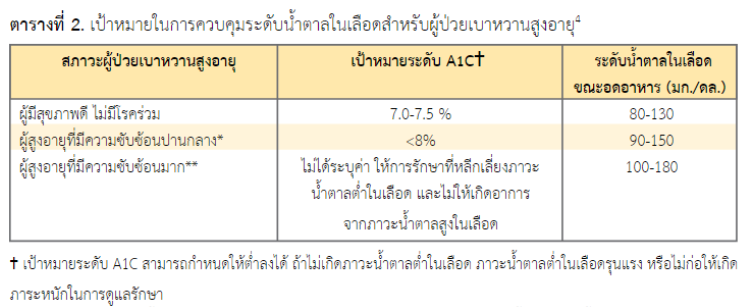 ตารางที่ 2. เป้าหมายในการควบคุมระดับน้ำตาลในเลือดสำหรับผู้ป่วยเบาหวานสูงอายุ⁴
สภาวะผู้ป่วยเบาหวานสูงอายุ เป้าหมายระดับ A1C† ระดับน้ำตาลในเลือด
ขณะอดอาหาร (มก./ดล.)
ผู้มีสุขภาพดี ไม่มีโรคร่วม 7.0-7.5 % 80-130
ผู้สูงอายุที่มีความซับซ้อนปานกลาง* <8% 90-150
ผู้สูงอายุที่มีความซับซ้อนมาก** ไม่ได้ระบุค่า ให้การรักษาที่หลีกเลี่ยงภาวะ 100-180
น้ำตาลต่ำในเลือด และไม่ให้เกิดอาการ
จากภาวะน้ำตาลสูงในเลือด
† เป้าหมายระดับ A1C สามารถกำหนดให้ต่ำลงได้ ถ้าไม่เกิดภาวะน้ำตาลต่ำในเลือด ภาวะน้ำตาลต่ำในเลือดรุนแรง หรือไม่ก่อให้เกิด
ภาระหนักในการดูแลรักษา